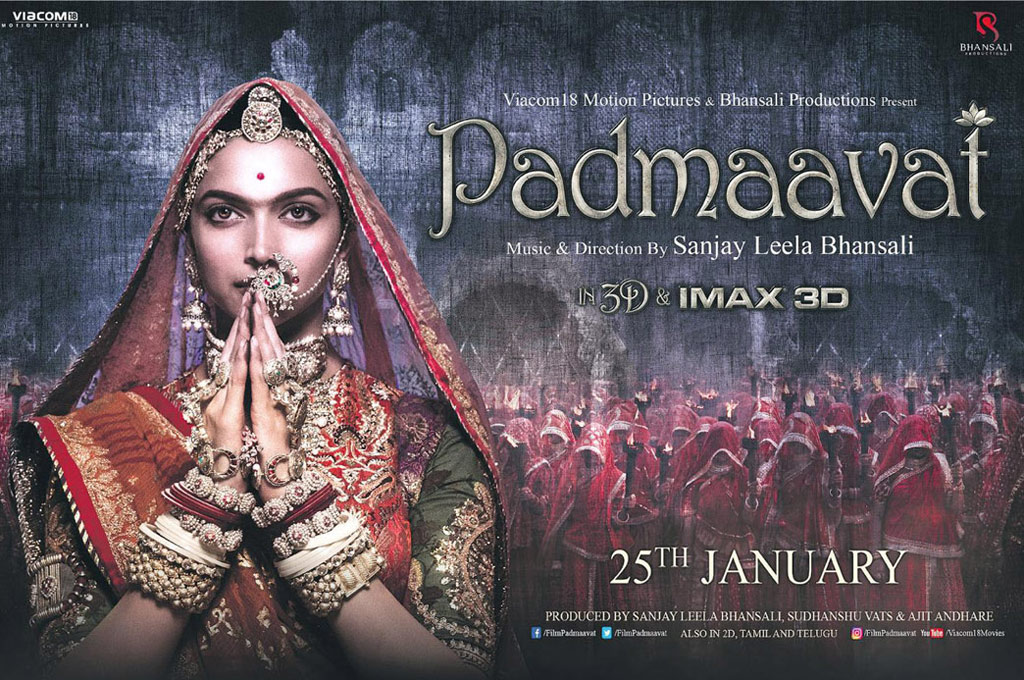 VIACOM18
MOTION PICTURES
BHANSALI
PRODUCTIONS
Viacom18 Motion Pictures & Bhansali Productions Present
Padmaavat
Music & Direction By Sanjay Leela Bhansali
IN 3D & IMAX 3D
25TH JANUARY
PRODUCED BY SANJAY LEELA BHANSALI, SUDHANSHU VATS & AJIT ANDHARE
/FilmPadmaavat /FilmPadmaavat ALSO IN 2D, TAMIL AND TELUGU /FilmPadmaavat YouTube /Viacom18Movies